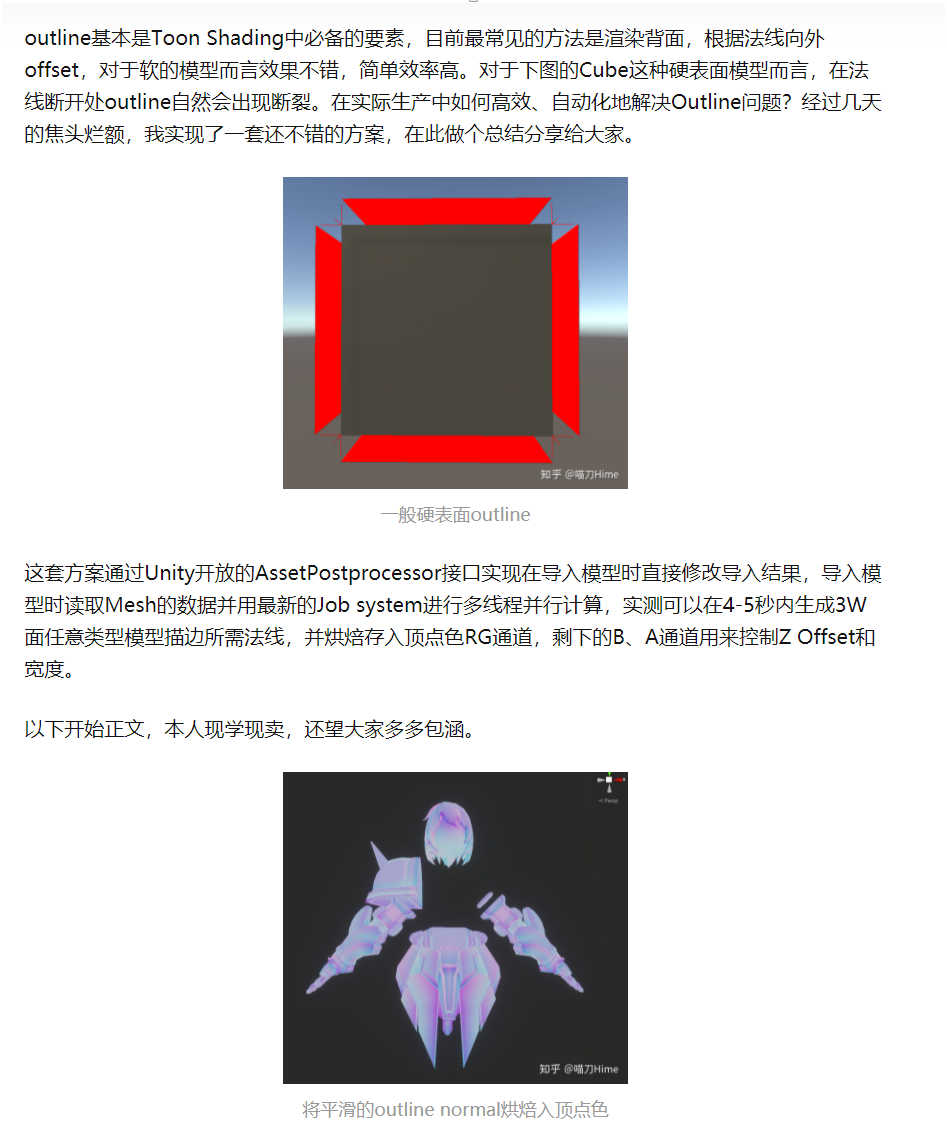 outline基本是Toon Shading中必备的要素，目前最常见的方法是渲染背面，根据法线向外
offset，对于软的模型而言效果不错，简单效率高。对于下图的Cube这种硬表面模型而言，在法
线断开处outline自然会出现断裂。在实际生产中如何高效、自动化地解决Outline问题？经过几天
的焦头烂额，我实现了一套还不错的方案，在此做个总结分享给大家。
知乎 @喵刀Hime
一般硬表面outline
这套方案通过Unity开放的AssetPostprocessor接口实现在导入模型时直接修改导入结果，导入模
型时读取Mesh的数据并用最新的Job system进行多线程并行计算，实测可以在4-5秒内生成3W
面任意类型模型描边所需法线，并烘焙存入顶点色RG通道，剩下的B、A通道用来控制Z Offset和
宽度。
以下开始正文，本人现学现卖，还望大家多多包涵。
Persp
知乎 @喵刀Hime
将平滑的outline normal烘焙入顶点色